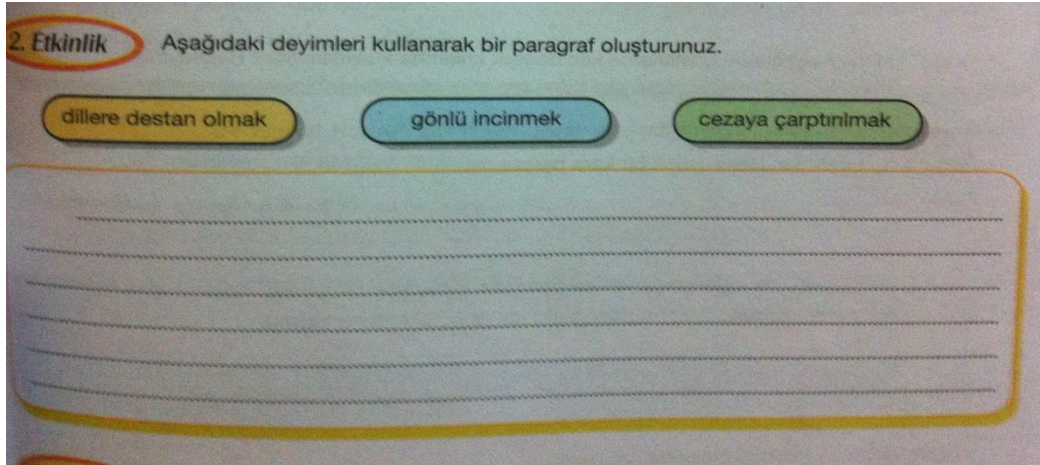 2. Etkinlik Aşağıdaki deyimleri kullanarak bir paragraf oluşturunuz.
dillere destan olmak gönlü incinmek cezaya çarptırılmak